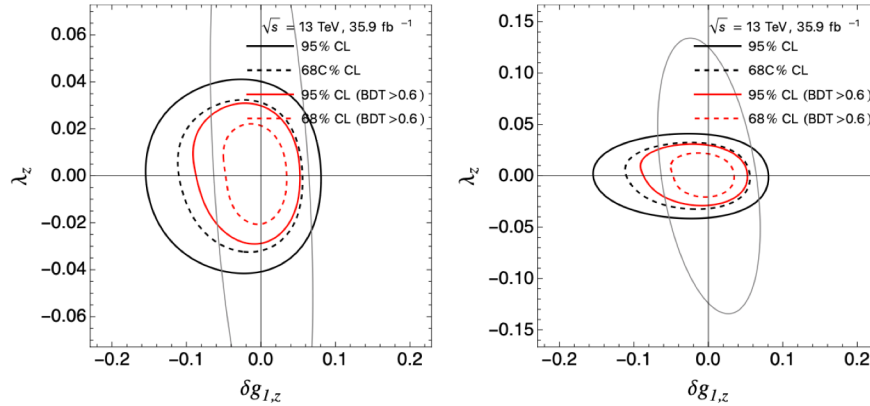 √s = 13 TeV, 35.9 fb⁻¹
95% CL
68C% CL
95% CL (BDT>0.6)
68% CL (BDT>0.6)
0.06
0.04
0.02
0.00
-0.02
-0.04
-0.06
λz
-0.2 -0.1 0.0 0.1 0.2
δg1,z
√s = 13 TeV, 35.9 fb⁻¹
95% CL
68C% CL
95% CL (BDT>0.6)
68% CL (BDT>0.6)
0.15
0.10
0.05
0.00
-0.05
-0.10
-0.15
λz
-0.2 -0.1 0.0 0.1 0.2
δg1,z